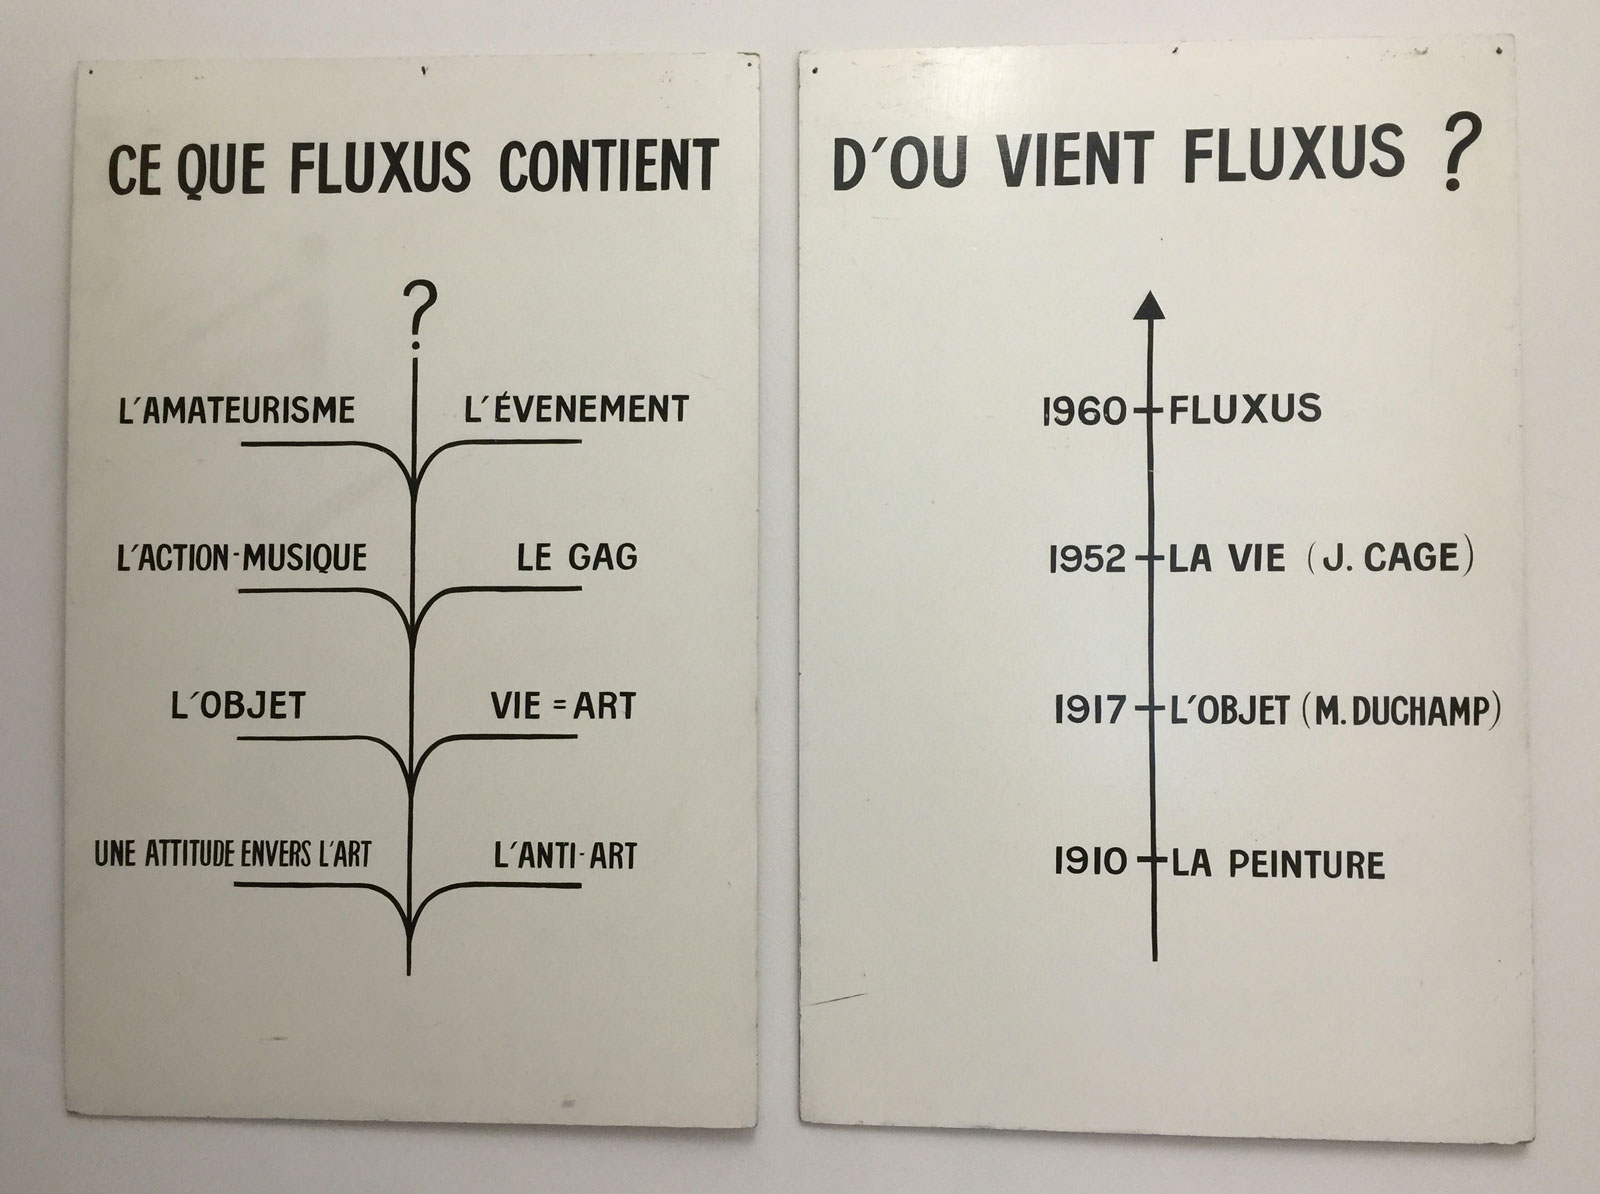 CE QUE FLUXUS CONTIENT
?
L'AMATEURISME
L'ÉVENEMENT
L'ACTION-MUSIQUE
LE GAG
L'OBJET
VIE = ART
UNE ATTITUDE ENVERS L'ART
L'ANTI-ART
D'OU VIENT FLUXUS ?
1960 FLUXUS
1952 LA VIE (J. CAGE)
1917 L'OBJET (M. DUCHAMP)
1910 LA PEINTURE